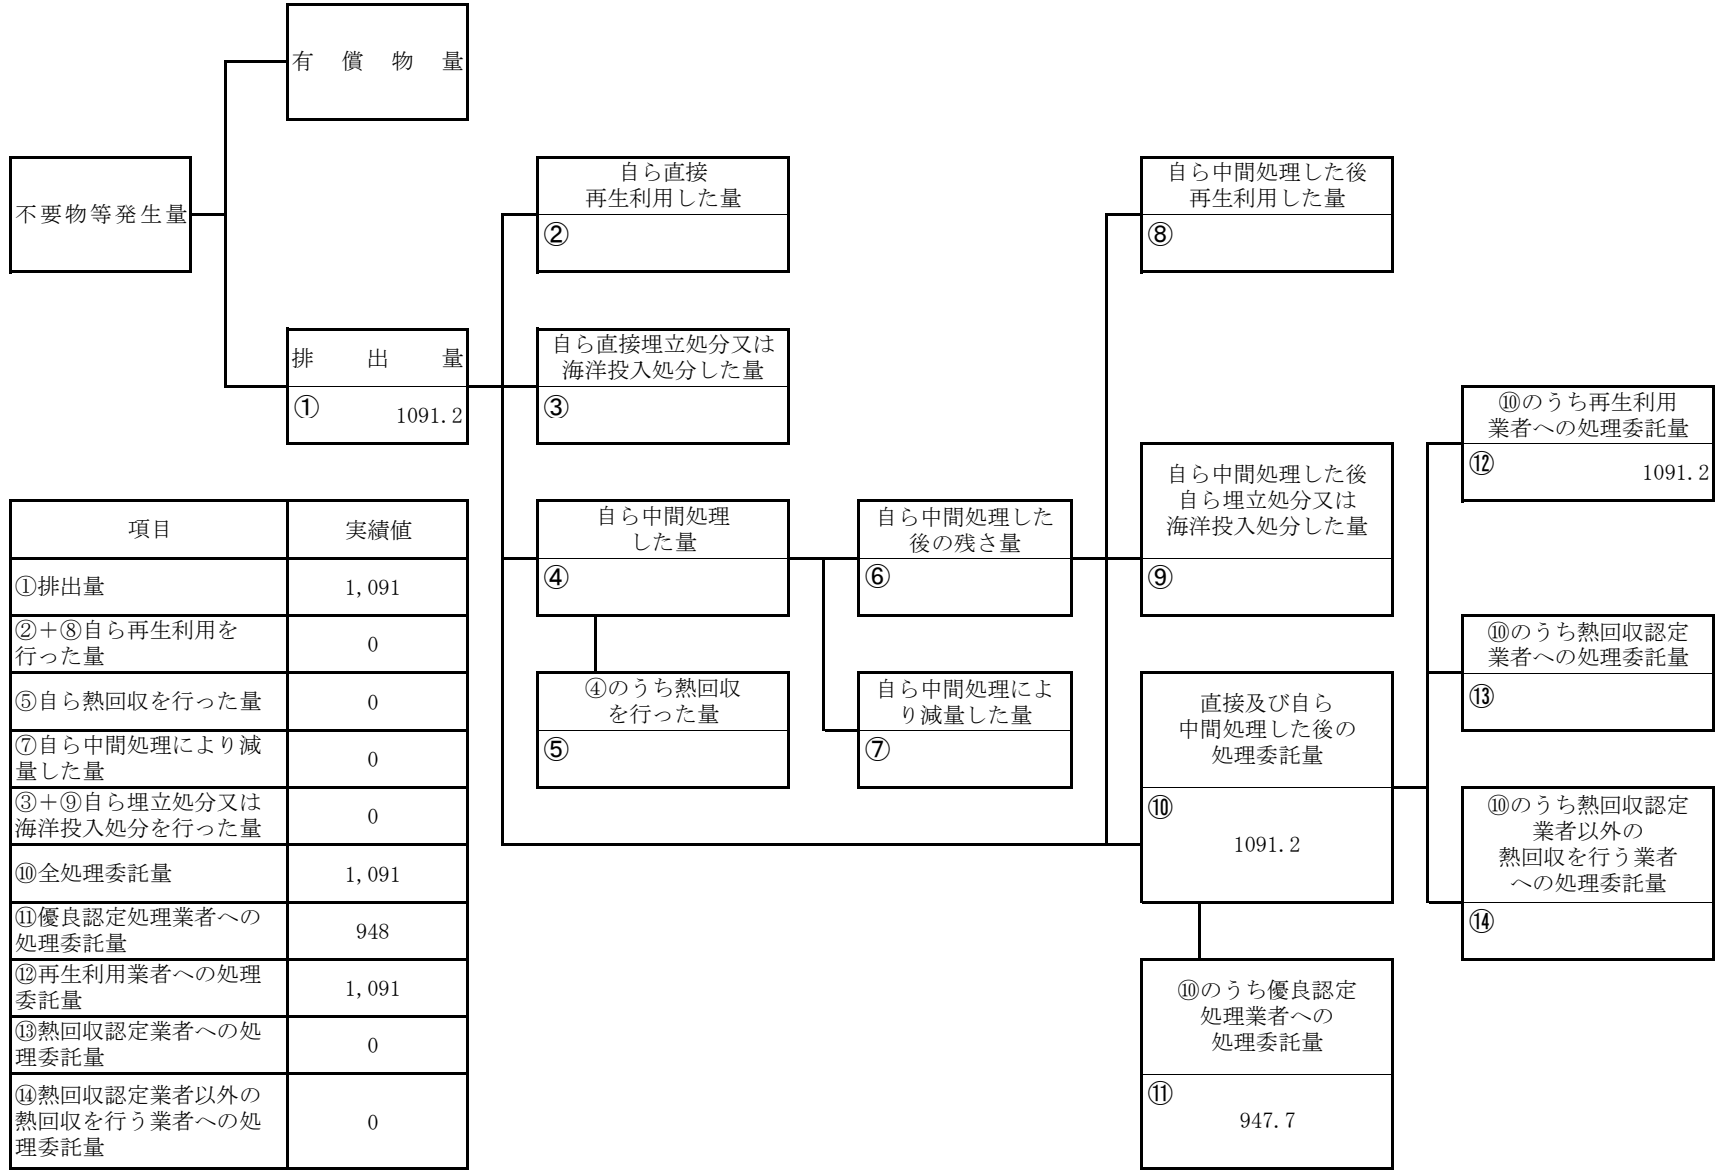 有償物量
不要物等発生量
排出量
①
1091.2
自ら直接
再生利用した量
②
自ら直接埋立処分又は
海洋投入処分した量
③
自ら中間処理
した量
④
④のうち熱回収
を行った量
⑤
自ら中間処理した
後の残さ量
⑥
自ら中間処理によ
り減量した量
⑦
自ら中間処理した後
再生利用した量
⑧
自ら中間処理した後
自ら埋立処分又は
海洋投入処分した量
⑨
直接及び自ら
中間処理した後の
処理委託量
⑩
1091.2
⑩のうち優良認定
処理業者への
処理委託量
⑪
947.7
⑩のうち再生利用
業者への処理委託量
⑫
1091.2
⑩のうち熱回収認定
業者への処理委託量
⑬
⑩のうち熱回収認定
業者以外の
熱回収を行う業者
への処理委託量
⑭
項目 実績値
①排出量 1,091
②＋⑧自ら再生利用を
行った量
0
⑤自ら熱回収を行った量 0
⑦自ら中間処理により減
量した量
0
③＋⑨自ら埋立処分又は
海洋投入処分を行った量
0
⑩全処理委託量 1,091
⑪優良認定処理業者への
処理委託量
948
⑫再生利用業者への処理
委託量
1,091
⑬熱回収認定業者への処
理委託量
0
⑭熱回収認定業者以外の
熱回収を行う業者への処
理委託量
0